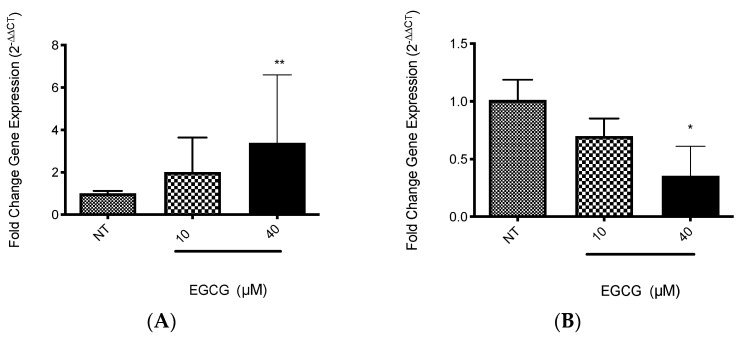 Fold Change Gene Expression (2-ΔΔCT)
8
6
4
2
0
**
NT
10
40
EGCG (µM)
(A)
Fold Change Gene Expression (2-ΔΔCT)
1.5
1.0
0.5
0.0
*
NT
10
40
EGCG (µM)
(B)